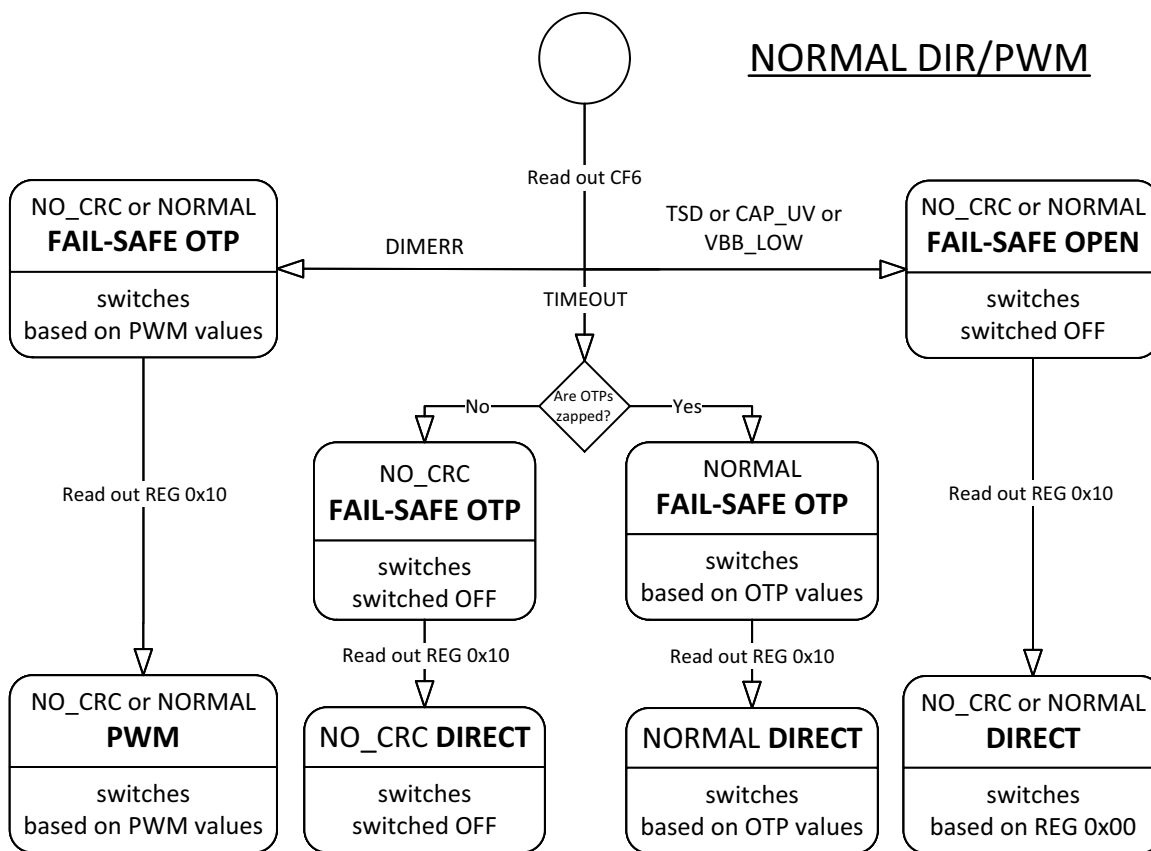 NORMAL DIR/PWM
Read out CF6
NO_CRC or NORMAL
FAIL-SAFE OTP
switches
based on PWM values
DIMERR
TSD or CAP_UV or
VBB_LOW
NO_CRC or NORMAL
FAIL-SAFE OPEN
switches
switched OFF
TIMEOUT
Are OTPs
zapped?
No
Yes
NO_CRC
FAIL-SAFE OTP
switches
switched OFF
NORMAL
FAIL-SAFE OTP
switches
based on OTP values
Read out REG 0x10
Read out REG 0x10
Read out REG 0x10
Read out REG 0x10
NO_CRC or NORMAL
PWM
switches
based on PWM values
NO_CRC DIRECT
switches
switched OFF
NORMAL DIRECT
switches
based on OTP values
NO_CRC or NORMAL
DIRECT
switches
based on REG 0x00